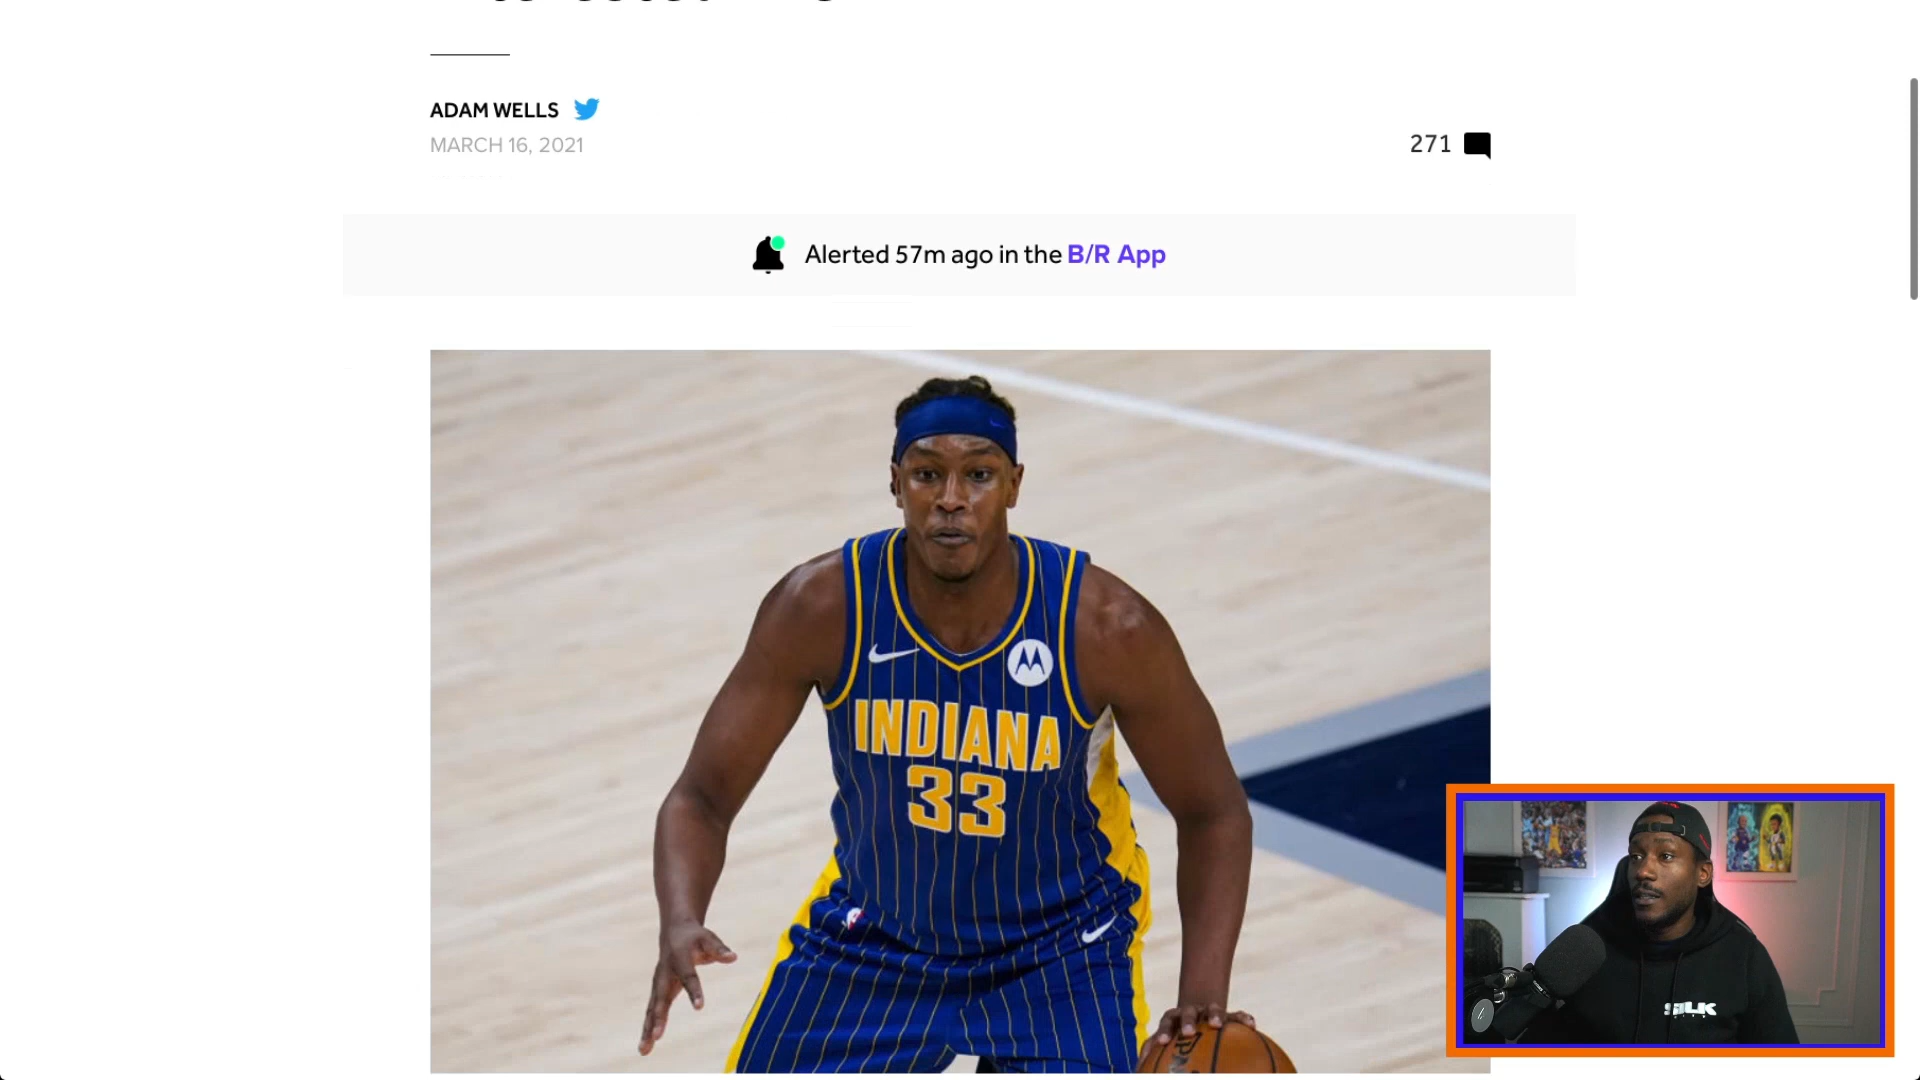 ADAM WELLS
MARCH 16, 2021
271
Alerted 57m ago in the B/R App
INDIANA
33